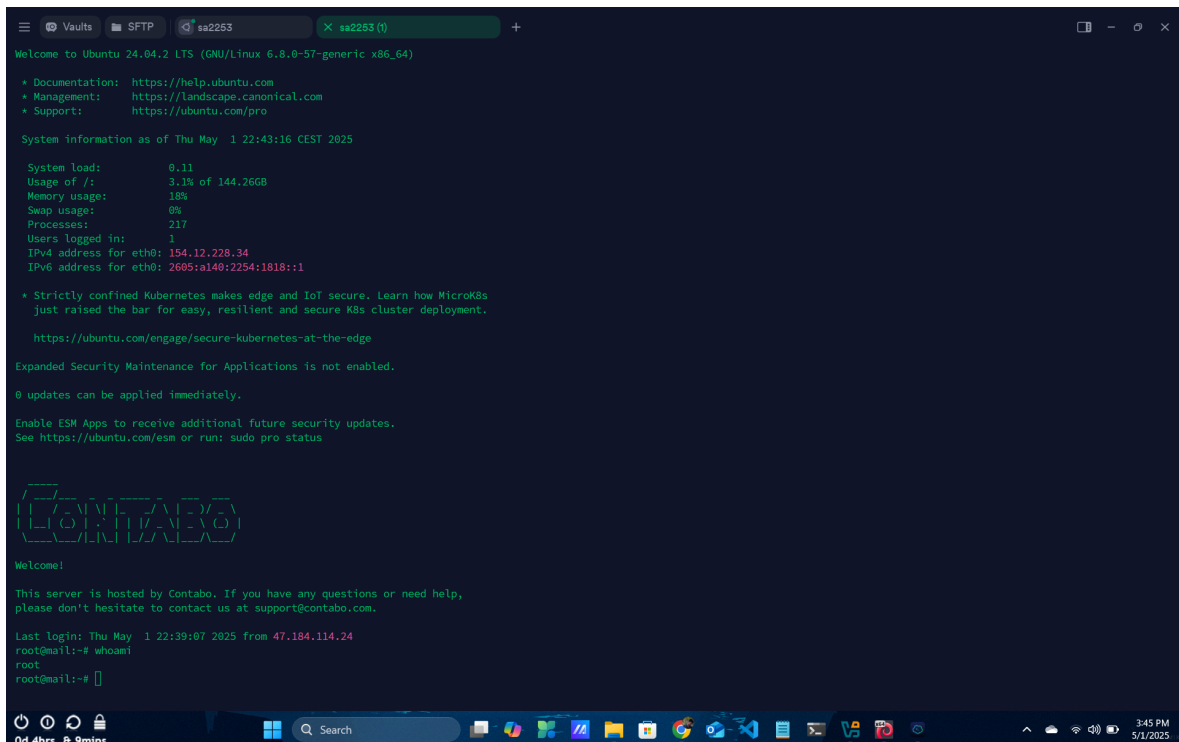 Vaults SFTP sa2253 sa2253 (1)
Welcome to Ubuntu 24.04.2 LTS (GNU/Linux 6.8.0-57-generic x86_64)
* Documentation: https://help.ubuntu.com
* Management: https://landscape.canonical.com
* Support: https://ubuntu.com/pro
System information as of Thu May 1 22:43:16 CEST 2025
System load: 0.11
Usage of /: 3.1% of 144.26GB
Memory usage: 18%
Swap usage: 0%
Processes: 217
Users logged in: 1
IPv4 address for eth0: 154.12.228.34
IPv6 address for eth0: 2605:a140:2254:1818::1
* Strictly confined Kubernetes makes edge and IoT secure. Learn how MicroK8s
just raised the bar for easy, resilient and secure K8s cluster deployment.
https://ubuntu.com/engage/secure-kubernetes-at-the-edge
Expanded Security Maintenance for Applications is not enabled.
0 updates can be applied immediately.
Enable ESM Apps to receive additional future security updates.
See https://ubuntu.com/esm or run: sudo pro status
CONTABO
Welcome!
This server is hosted by Contabo. If you have any questions or need help,
please don't hesitate to contact us at support@contabo.com.
Last login: Thu May 1 22:39:07 2025 from 47.184.114.24
root@mail:~# whoami
root
root@mail:~#
0d 4hrs & 9mins
Search
3:45 PM
5/1/2025